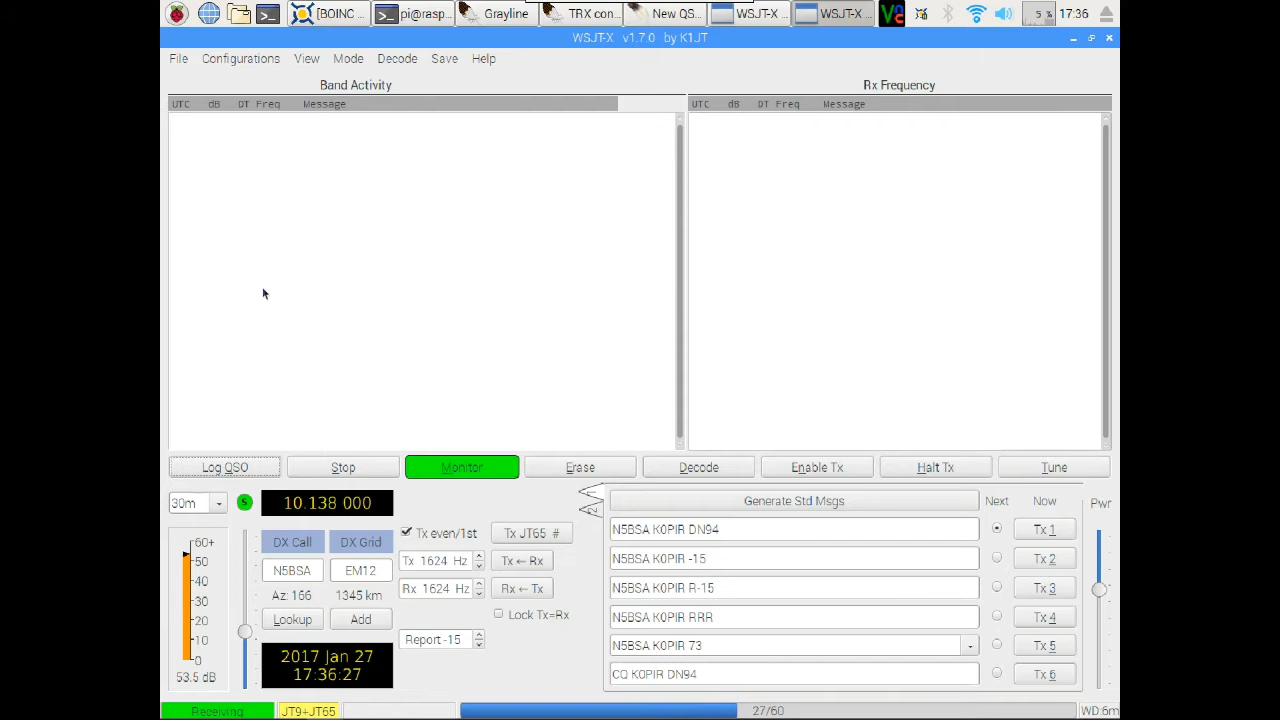 [BOINC
pi@rasp...
Grayline
TRX con...
New QS...
WSJT-X ...
WSJT-X ...
5 %
17:36
WSJT-X v1.7.0 by K1JT
File Configurations View Mode Decode Save Help
Band Activity
Rx Frequency
UTC dB DT Freq Message
UTC dB DT Freq Message
Log QSO Stop Monitor Erase Decode Enable Tx Halt Tx Tune
30m
S
10.138 000
1
2
Generate Std Msgs
Next
Now
Pwr
DX Call
DX Grid
Tx even/1st
Tx JT65 #
N5BSA K0PIR DN94
Tx 1
N5BSA
EM12
Tx 1624 Hz
Tx ← Rx
N5BSA K0PIR -15
Tx 2
Az: 166
1345 km
Rx 1624 Hz
Rx ← Tx
N5BSA K0PIR R-15
Tx 3
Lookup
Add
Lock Tx=Rx
N5BSA K0PIR RRR
Tx 4
Report -15
N5BSA K0PIR 73
Tx 5
2017 Jan 27
17:36:27
CQ K0PIR DN94
Tx 6
60+
50
40
30
20
10
0
53.5 dB
Receiving
JT9+JT65
27/60
WD:6m